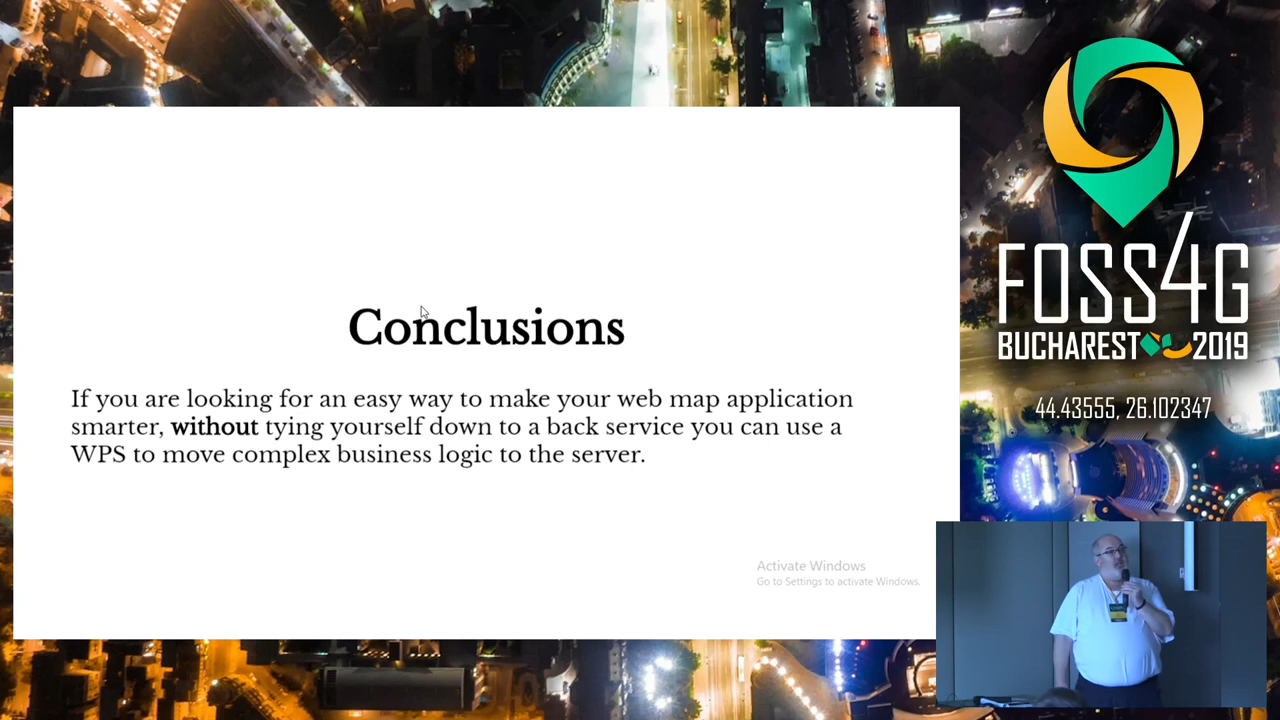 Conclusions
If you are looking for an easy way to make your web map application
smarter, without tying yourself down to a back service you can use a
WPS to move complex business logic to the server.
Activate Windows
Go to Settings to activate Windows.
FOSS4G
BUCHAREST 2019
44.43555, 26.102347